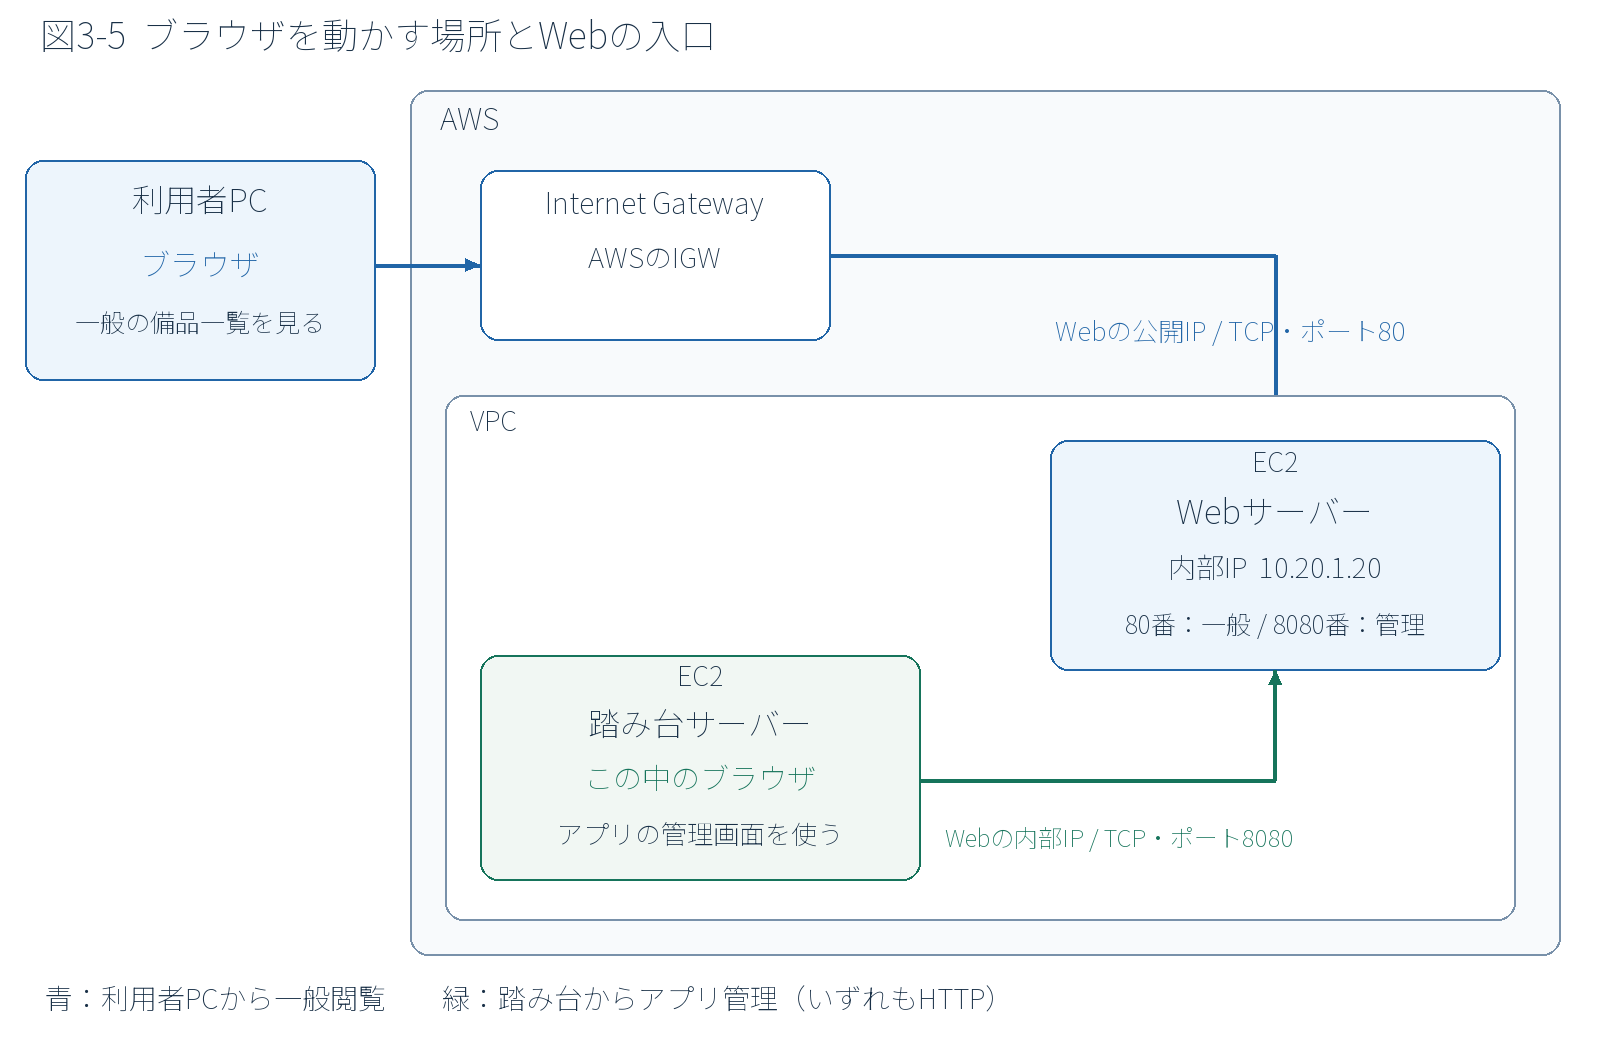 図3-5 ブラウザを動かす場所とWebの入口
AWS
利用者PC
ブラウザ
一般の備品一覧を見る
Internet Gateway
AWSのIGW
Webの公開IP / TCP・ポート80
VPC
EC2
Webサーバー
内部IP 10.20.1.20
80番：一般 / 8080番：管理
EC2
踏み台サーバー
この中のブラウザ
アプリの管理画面を使う
Webの内部IP / TCP・ポート8080
青：利用者PCから一般閲覧 緑：踏み台からアプリ管理（いずれもHTTP）